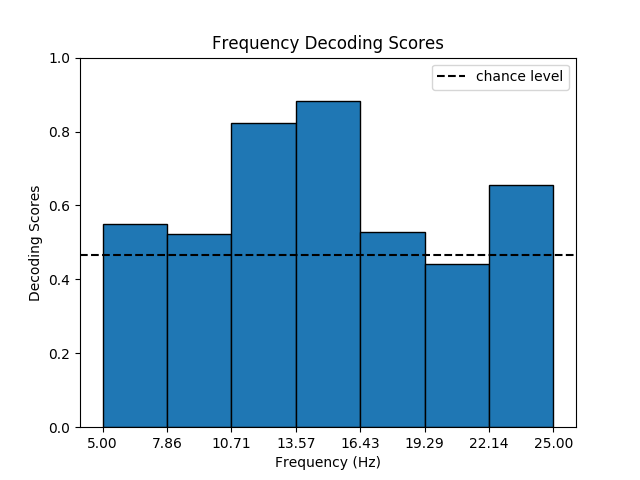 Frequency Decoding Scores
chance level
1.0
0.8
0.6
0.4
0.2
0.0
Decoding Scores
5.00 7.86 10.71 13.57 16.43 19.29 22.14 25.00
Frequency (Hz)